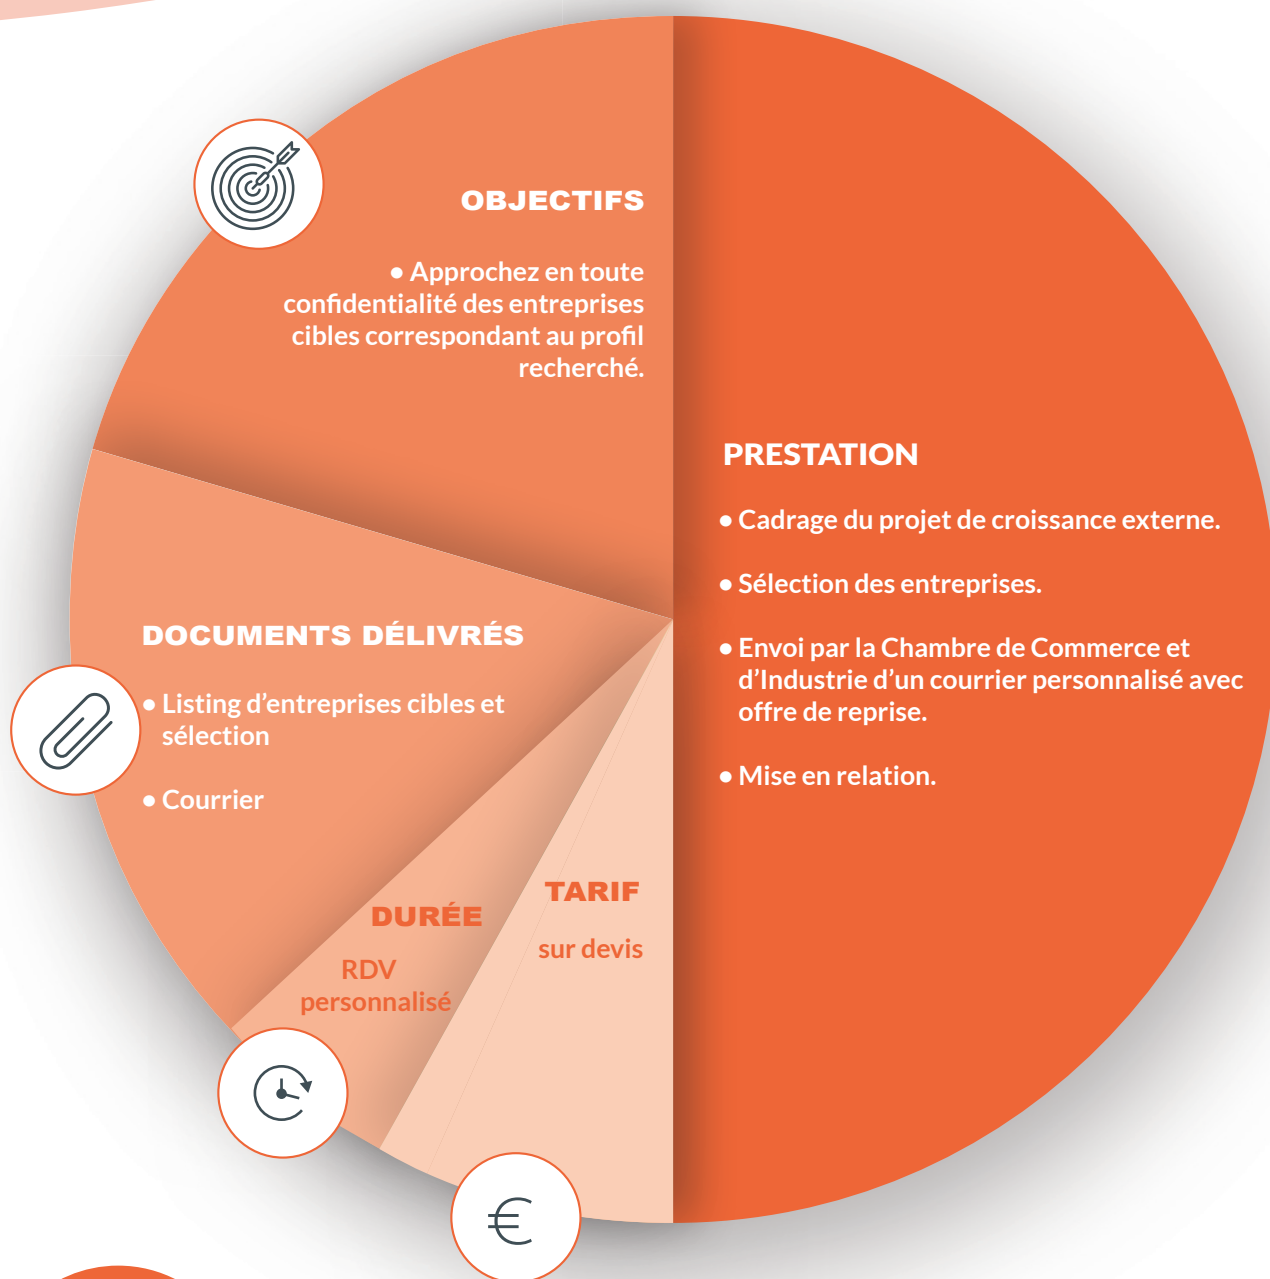 OBJECTIFS
● Approchez en toute
confidentialité des entreprises
cibles correspondant au profil
recherché.
PRESTATION
● Cadrage du projet de croissance externe.
● Sélection des entreprises.
● Envoi par la Chambre de Commerce et
d’Industrie d’un courrier personnalisé avec
offre de reprise.
● Mise en relation.
DOCUMENTS DÉLIVRÉS
● Listing d’entreprises cibles et
sélection
● Courrier
DURÉE
RDV
personnalisé
TARIF
sur devis
€